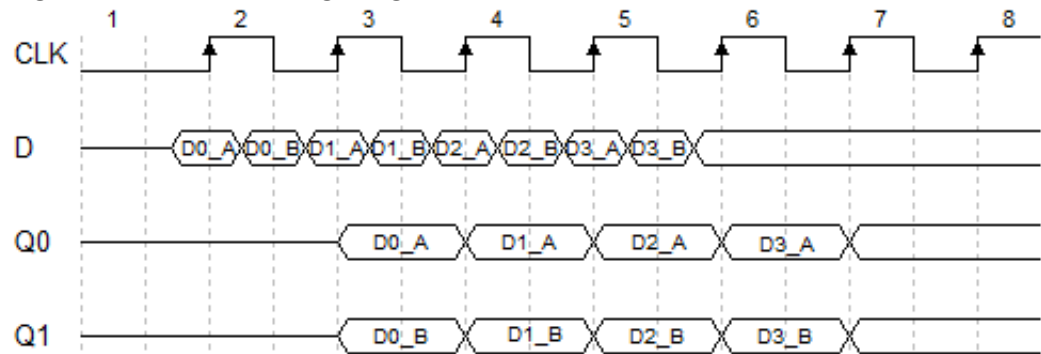 1 2 3 4 5 6 7 8
CLK
D D0_A D0_B D1_A D1_B D2_A D2_B D3_A D3_B
Q0 D0_A D1_A D2_A D3_A
Q1 D0_B D1_B D2_B D3_B